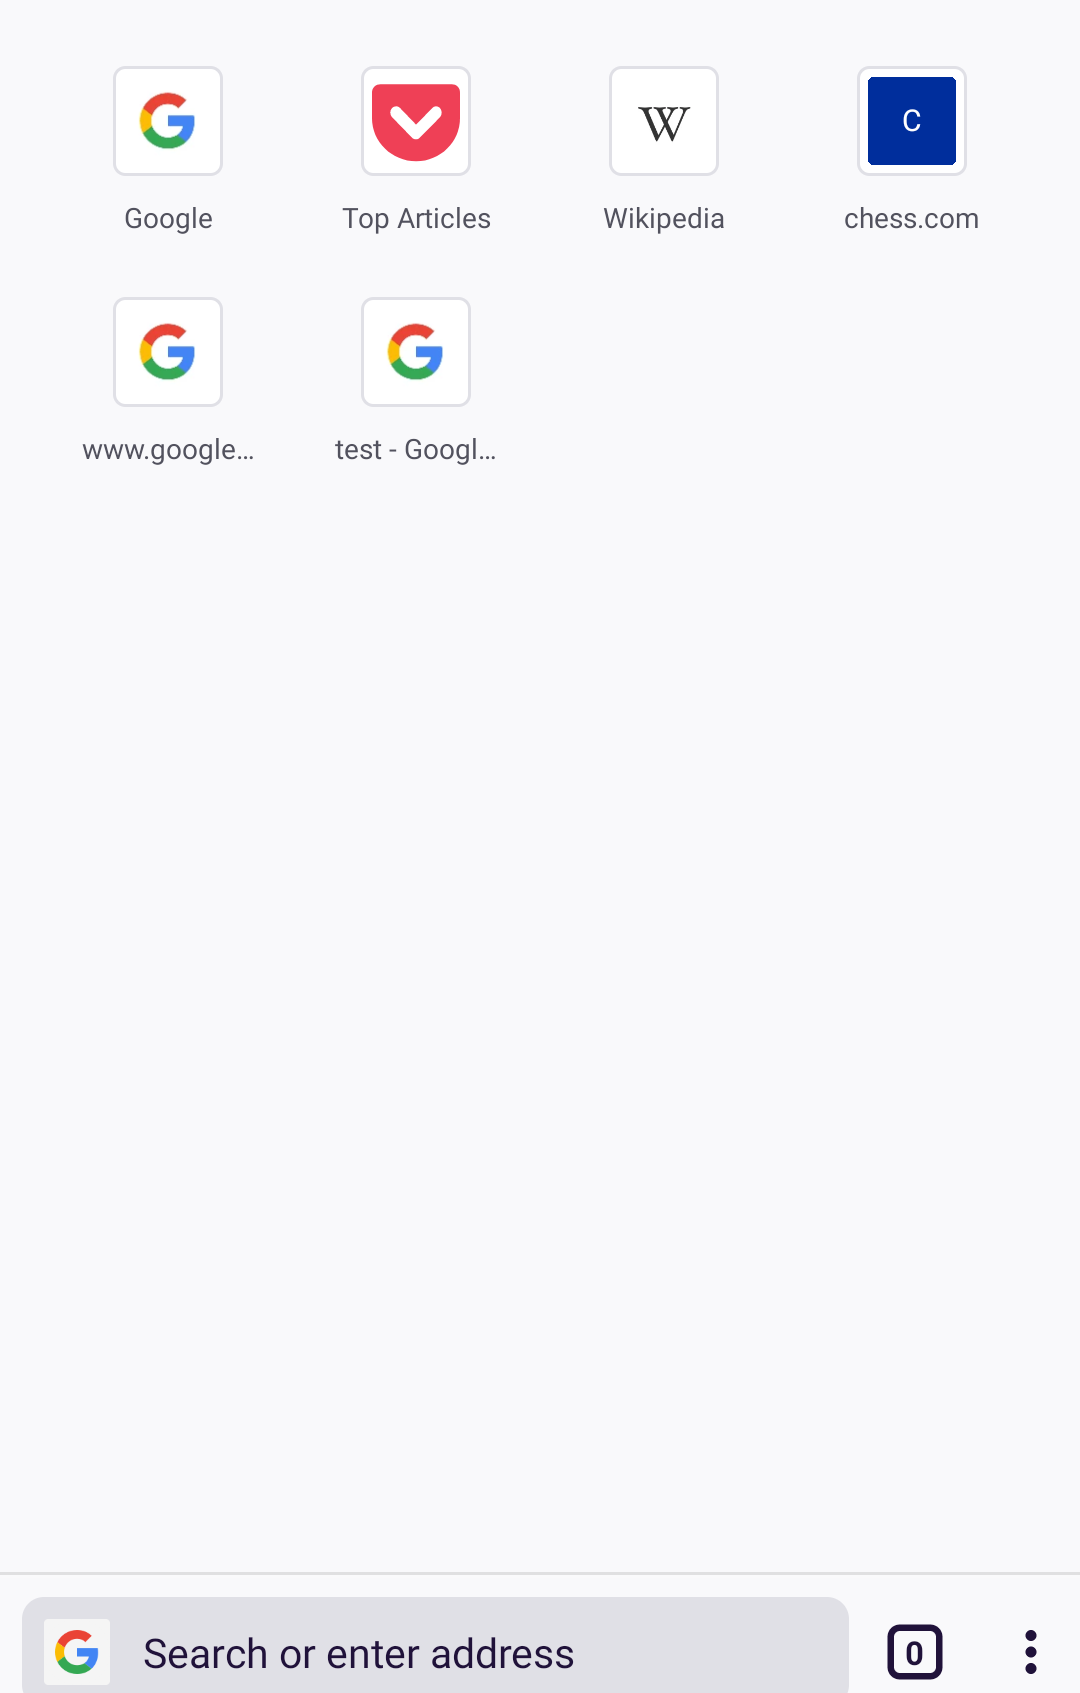 Google
Top Articles
W
Wikipedia
C
chess.com
www.google...
test - Googl...
Search or enter address
0